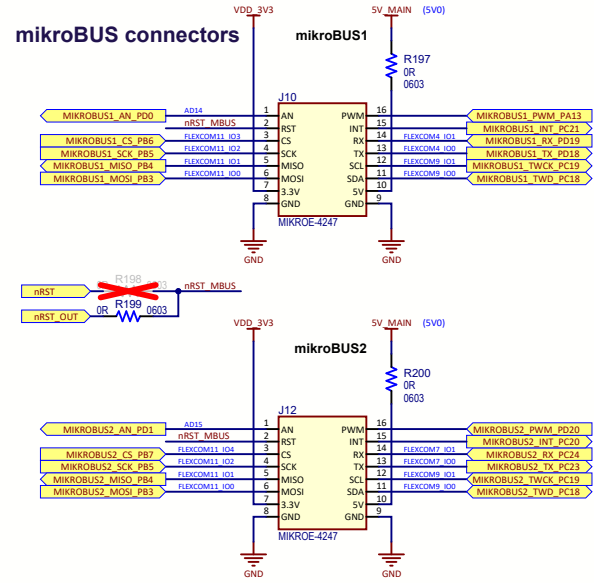 VDD_3V3
5V_MAIN (5V0)
mikroBUS connectors
mikroBUS1
R197
0R
0603
J10
MIKROBUS1_AN_PD0 AD14 1 AN PWM 16 MIKROBUS1_PWM_PA13
nRST_MBUS 2 RST INT 15 MIKROBUS1_INT_PC21
MIKROBUS1_CS_PB6 FLEXCOM11_IO3 3 CS RX 14 FLEXCOM4_IO1 MIKROBUS1_RX_PD19
MIKROBUS1_SCK_PB5 FLEXCOM11_IO2 4 SCK TX 13 FLEXCOM4_IO0 MIKROBUS1_TX_PD18
MIKROBUS1_MISO_PB4 FLEXCOM11_IO1 5 MISO SCL 12 FLEXCOM9_IO1 MIKROBUS1_TWCK_PC19
MIKROBUS1_MOSI_PB3 FLEXCOM11_IO0 6 MOSI SDA 11 FLEXCOM9_IO0 MIKROBUS1_TWD_PC18
7 3.3V 5V 10
8 GND GND 9
MIKROE-4247
GND
GND
R198
nRST 0603 nRST_MBUS
R199
nRST_OUT 0R 0603
VDD_3V3
5V_MAIN (5V0)
mikroBUS2
R200
0R
0603
J12
MIKROBUS2_AN_PD1 AD15 1 AN PWM 16 MIKROBUS2_PWM_PD20
nRST_MBUS 2 RST INT 15 MIKROBUS2_INT_PC20
MIKROBUS2_CS_PB7 FLEXCOM11_IO4 3 CS RX 14 FLEXCOM7_IO1 MIKROBUS2_RX_PC24
MIKROBUS2_SCK_PB5 FLEXCOM11_IO2 4 SCK TX 13 FLEXCOM7_IO0 MIKROBUS2_TX_PC23
MIKROBUS2_MISO_PB4 FLEXCOM11_IO1 5 MISO SCL 12 FLEXCOM9_IO1 MIKROBUS2_TWCK_PC19
MIKROBUS2_MOSI_PB3 FLEXCOM11_IO0 6 MOSI SDA 11 FLEXCOM9_IO0 MIKROBUS2_TWD_PC18
7 3.3V 5V 10
8 GND GND 9
MIKROE-4247
GND
GND